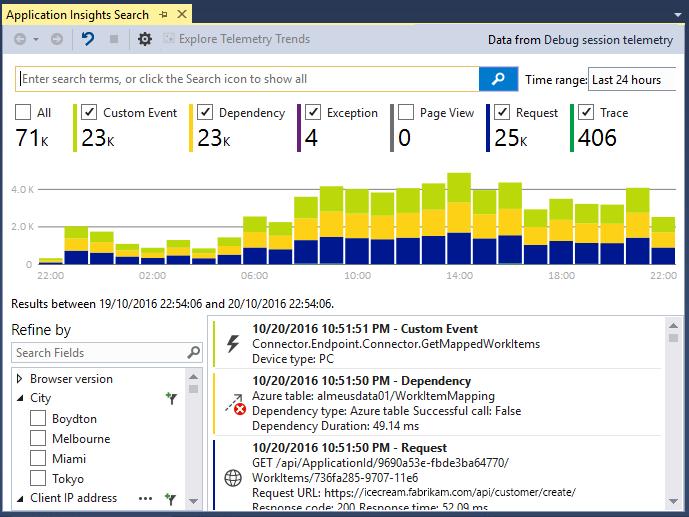 Application Insights Search
Explore Telemetry Trends
Data from Debug session telemetry
Enter search terms, or click the Search icon to show all
Time range: Last 24 hours
All Custom Event Dependency Exception Page View Request Trace
71K 23K 23K 4 0 25K 406
4.0 K
2.0 K
0
22:00 02:00 06:00 10:00 14:00 18:00 22:00
Results between 19/10/2016 22:54:06 and 20/10/2016 22:54:06.
Refine by
Search Fields
Browser version
City
Boydton
Melbourne
Miami
Tokyo
Client IP address
10/20/2016 10:51:51 PM - Custom Event
Connector.Endpoint.Connector.GetMappedWorkItems
Device type: PC
10/20/2016 10:51:50 PM - Dependency
Azure table: almeusdata01/WorkItemMapping
Dependency type: Azure table Successful call: False
Dependency Duration: 49.14 ms
10/20/2016 10:51:50 PM - Request
GET /api/ApplicationId/9690a53e-fbde3ba64770/
WorkItems/736fa285-9707-11e6
Request URL: https://icecream.fabrikam.com/api/customer/create/
Response code: 200 Response time: 52.09 ms